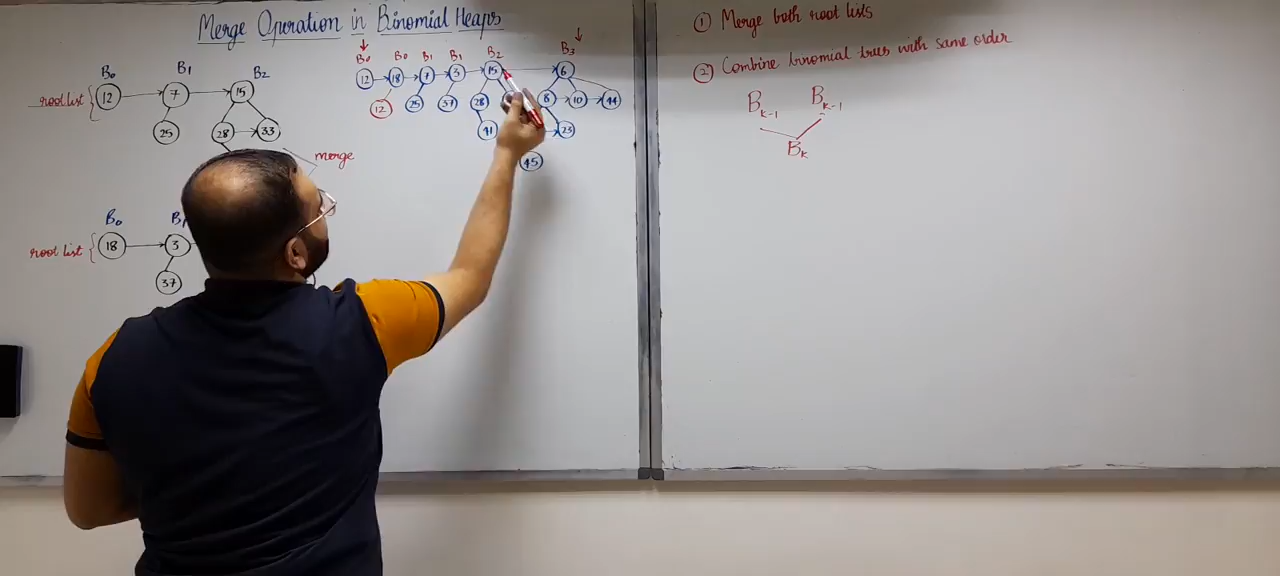 Merge Operation in Binomial Heaps
B₀ B₁ B₂
root list { 12 7 15
25 28 33
merge
B₀ B₁
root list { 18 3
37
B₀ B₀ B₁ B₁ B₂ B₃
12 18 7 3 15 6
12 25 37 28 8 10 44
41 23
45
① Merge both root lists
② Combine binomial trees with same order
Bₖ₋₁ Bₖ₋₁
Bₖ